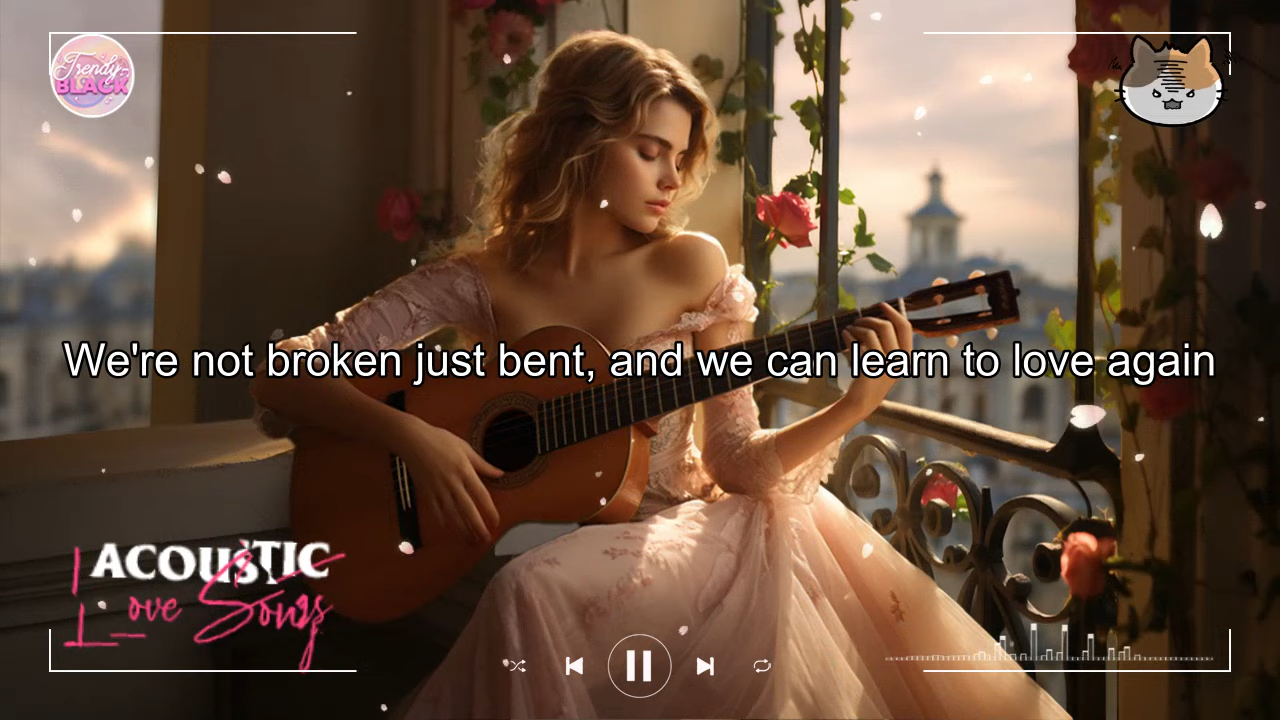 Trendy
BLACK
We're not broken just bent, and we can learn to love again
ACOUSTIC
Love Songs